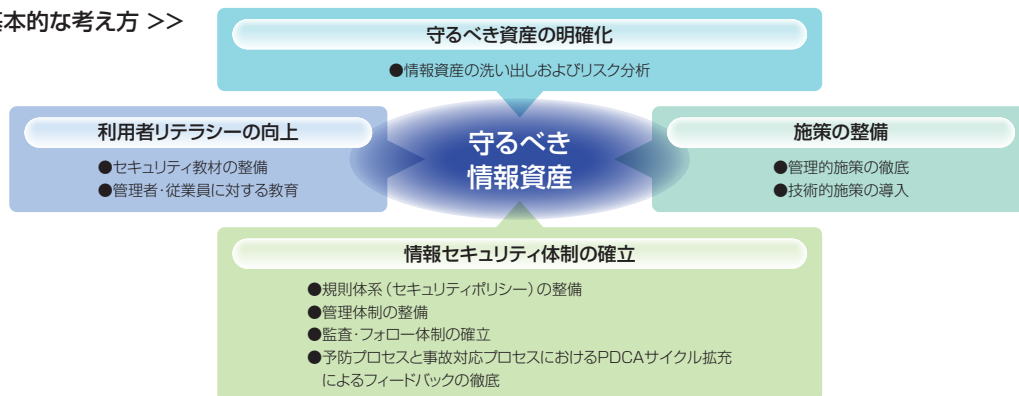 本的な考え方 >>
守るべき資産の明確化
●情報資産の洗い出しおよびリスク分析
利用者リテラシーの向上
●セキュリティ教材の整備
●管理者・従業員に対する教育
守るべき
情報資産
施策の整備
●管理的施策の徹底
●技術的施策の導入
情報セキュリティ体制の確立
●規則体系（セキュリティポリシー）の整備
●管理体制の整備
●監査・フォロー体制の確立
●予防プロセスと事故対応プロセスにおけるPDCAサイクル拡充
によるフィードバックの徹底